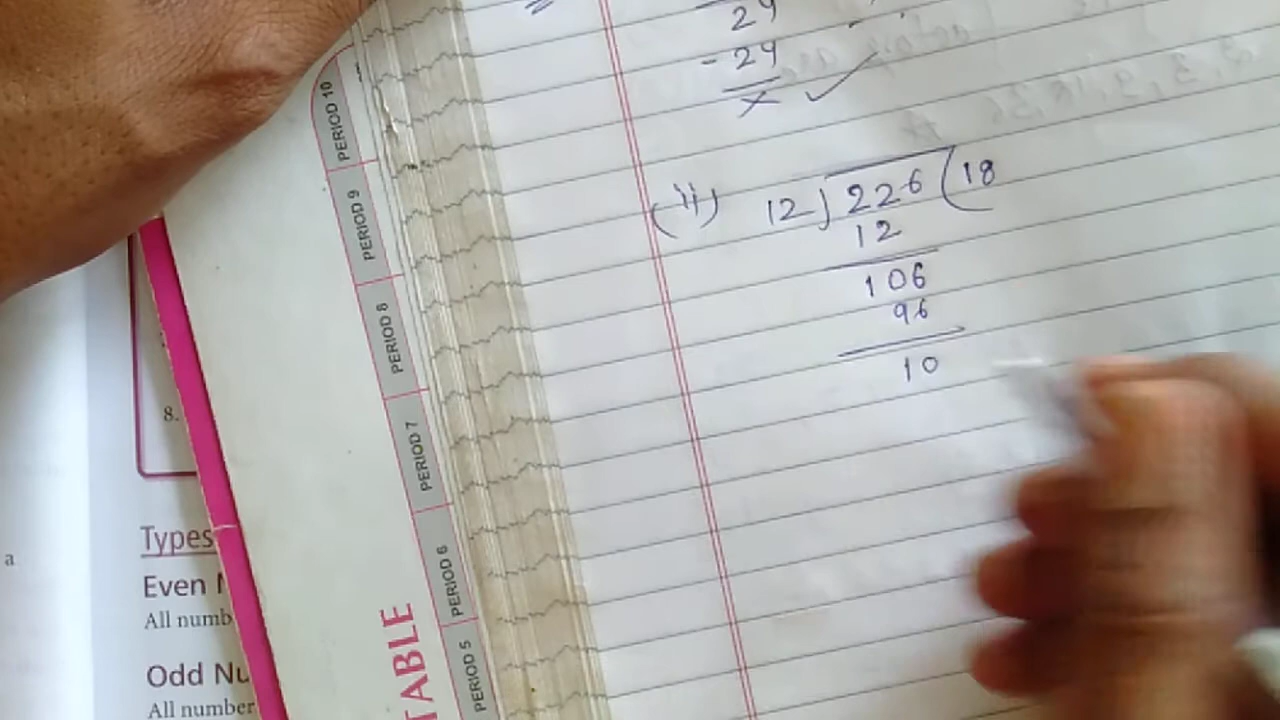 24
- 24
x ✓
(ii) 12)226(18
12
106
96
10
PERIOD 10
PERIOD 9
PERIOD 8
PERIOD 7
PERIOD 6
PERIOD 5
TABLE
8.
a
Types
Even
All numb
Odd Nu
All number